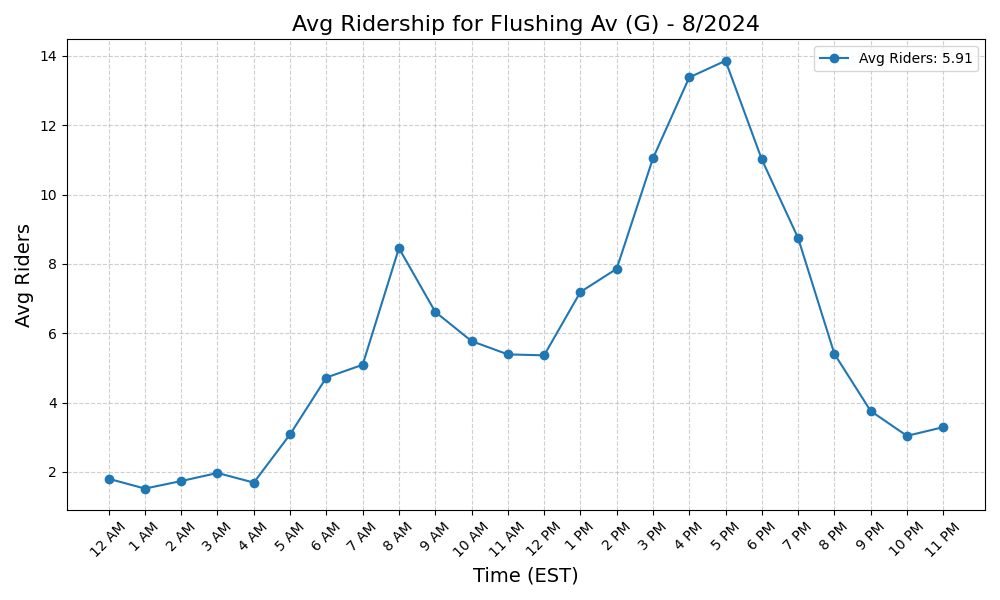 Avg Ridership for Flushing Av (G) - 8/2024
Avg Riders: 5.91
Avg Riders
14
12
10
8
6
4
2
12 AM
1 AM
2 AM
3 AM
4 AM
5 AM
6 AM
7 AM
8 AM
9 AM
10 AM
11 AM
12 PM
1 PM
2 PM
3 PM
4 PM
5 PM
6 PM
7 PM
8 PM
9 PM
10 PM
11 PM
Time (EST)